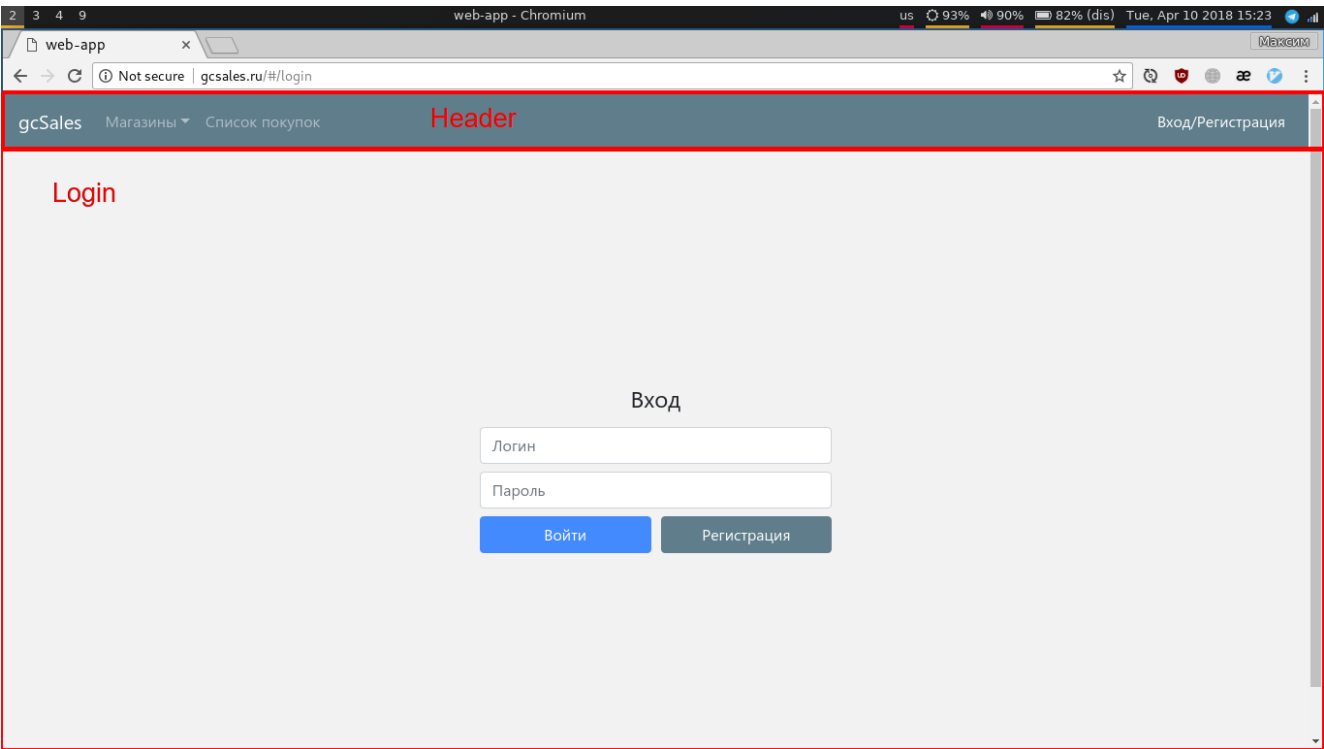 2 3 4 9 web-app - Chromium us 93% 90% 82% (dis) Tue, Apr 10 2018 15:23
web-app Максим
Not secure gcsales.ru/#/login
gcSales Магазины Список покупок Header Вход/Регистрация
Login
Вход
Логин
Пароль
Войти Регистрация